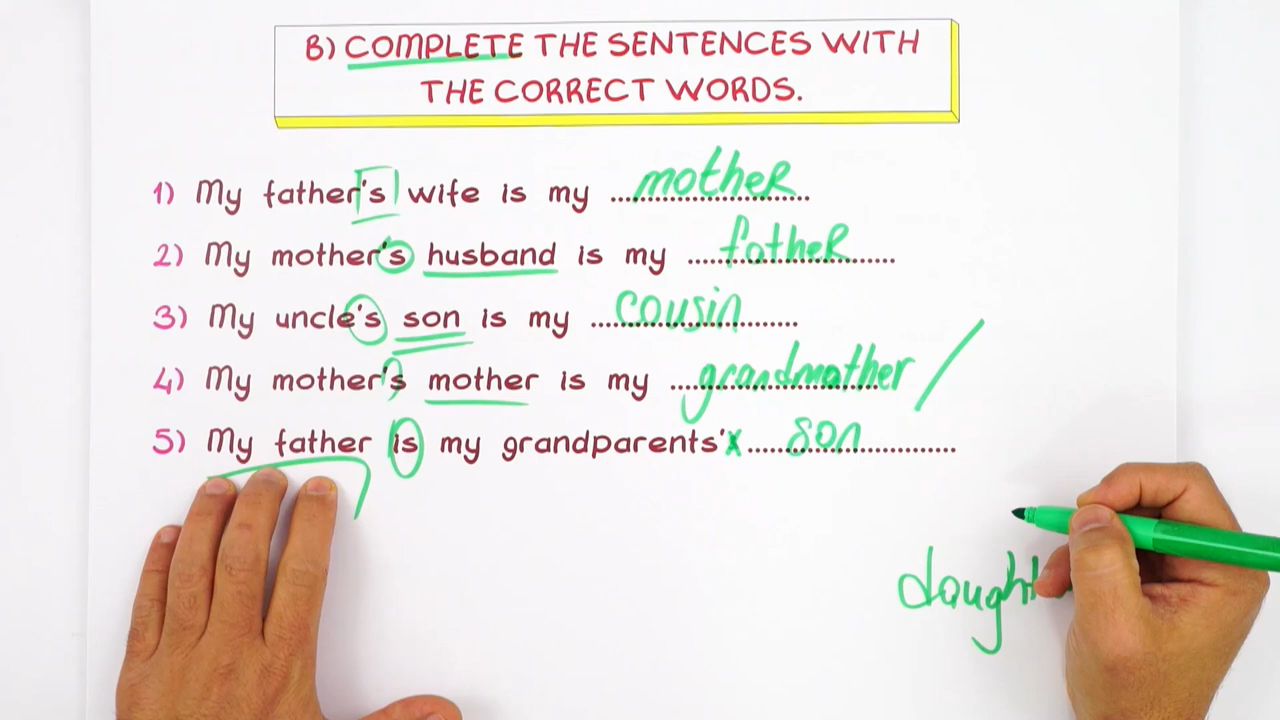 B) COMPLETE THE SENTENCES WITH
THE CORRECT WORDS.
1) My father's wife is my ..................... mother
2) My mother's husband is my ..................... father
3) My uncle's son is my ..................... cousin
4) My mother's mother is my ..................... grandmother /
5) My father is my grandparents' x ..................... son